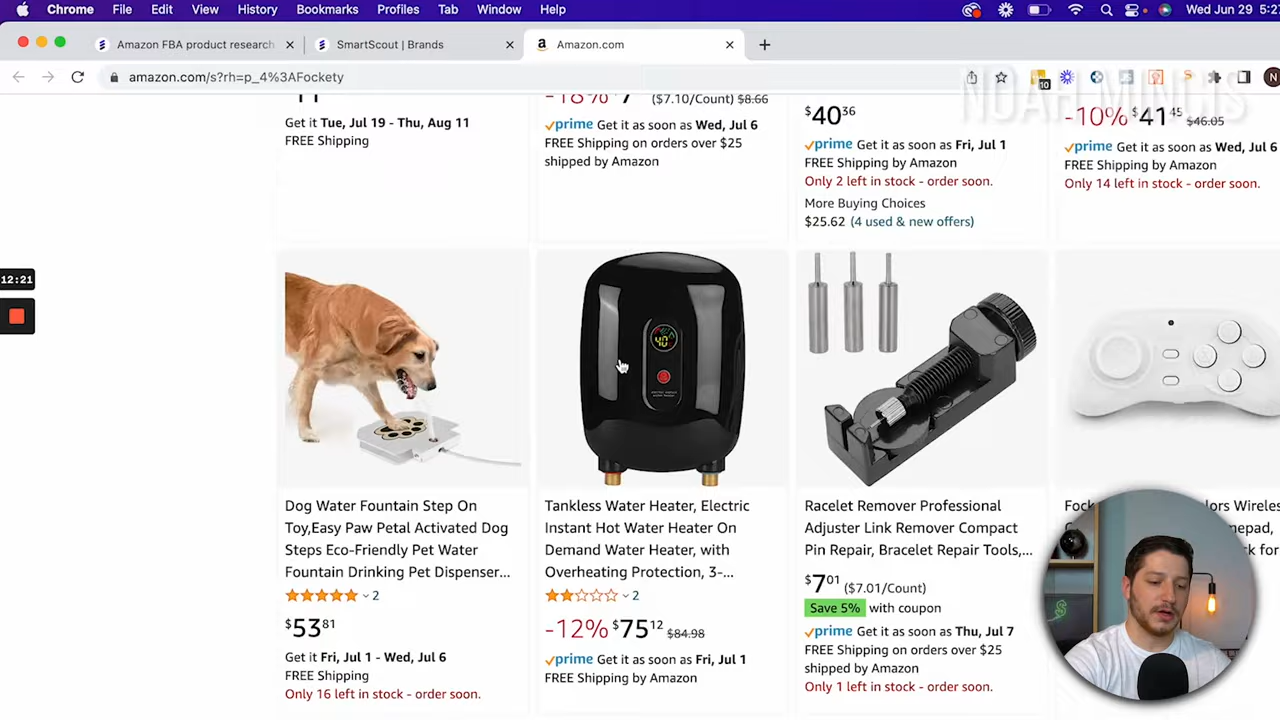 Chrome File Edit View History Bookmarks Profiles Tab Window Help Wed Jun 29 5:2
Amazon FBA product research
SmartScout | Brands
Amazon.com
amazon.com/s?rh=p_4%3AFockety
10
N
NOAH MINGIS
Get it Tue, Jul 19 - Thu, Aug 11
FREE Shipping
-18% $7 ($7.10/Count) $8.66
prime Get it as soon as Wed, Jul 6
FREE Shipping on orders over $25
shipped by Amazon
$40.36
prime Get it as soon as Fri, Jul 1
FREE Shipping by Amazon
Only 2 left in stock - order soon.
More Buying Choices
$25.62 (4 used & new offers)
-10% $41.45 $46.05
prime Get it as soon as Wed, Jul 6
FREE Shipping by Amazon
Only 14 left in stock - order soon.
12:21
Dog Water Fountain Step On
Toy,Easy Paw Petal Activated Dog
Steps Eco-Friendly Pet Water
Fountain Drinking Pet Dispenser...
2
$53.81
Get it Fri, Jul 1 - Wed, Jul 6
FREE Shipping
Only 16 left in stock - order soon.
Tankless Water Heater, Electric
Instant Hot Water Heater On
Demand Water Heater, with
Overheating Protection, 3-...
2
-12% $75.12 $84.98
prime Get it as soon as Fri, Jul 1
FREE Shipping by Amazon
Racelet Remover Professional
Adjuster Link Remover Compact
Pin Repair, Bracelet Repair Tools,...
$7.01 ($7.01/Count)
Save 5% with coupon
prime Get it as soon as Thu, Jul 7
FREE Shipping on orders over $25
shipped by Amazon
Only 1 left in stock - order soon.